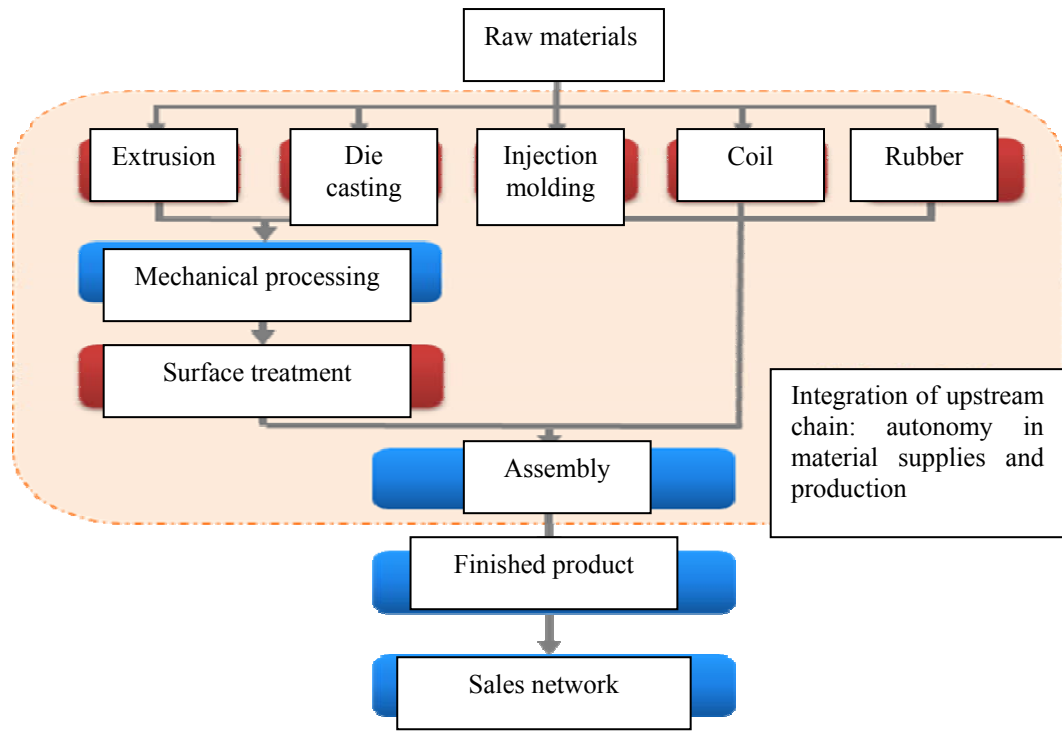 Raw materials
Extrusion
Die
casting
Injection
molding
Coil
Rubber
Mechanical processing
Surface treatment
Integration of upstream
chain: autonomy in
material supplies and
production
Assembly
Finished product
Sales network